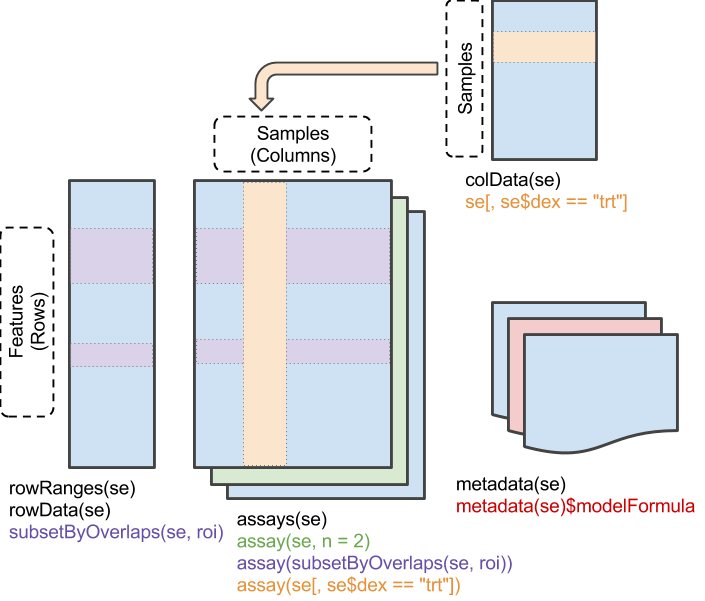 Samples
colData(se)
se[, se$dex == "trt"]
Samples
(Columns)
Features
(Rows)
rowRanges(se)
rowData(se)
subsetByOverlaps(se, roi)
assays(se)
assay(se, n = 2)
assay(subsetByOverlaps(se, roi))
assay(se[, se$dex == "trt"])
metadata(se)
metadata(se)$modelFormula